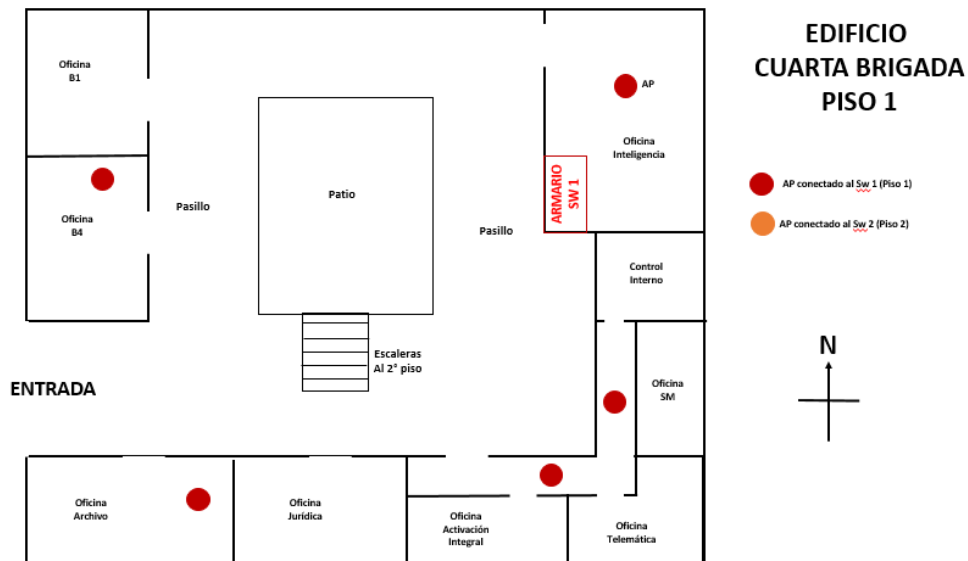 EDIFICIO
CUARTA BRIGADA
PISO 1
Oficina
B1
AP
Oficina
Inteligencia
ARMARIO
SW 1
AP conectado al Sw 1 (Piso 1)
AP conectado al Sw 2 (Piso 2)
Oficina
B4
Pasillo
Patio
Pasillo
Control
Interno
Escaleras
Al 2° piso
N
ENTRADA
Oficina
SM
Oficina
Archivo
Oficina
Jurídica
Oficina
Activación
Integral
Oficina
Telemática